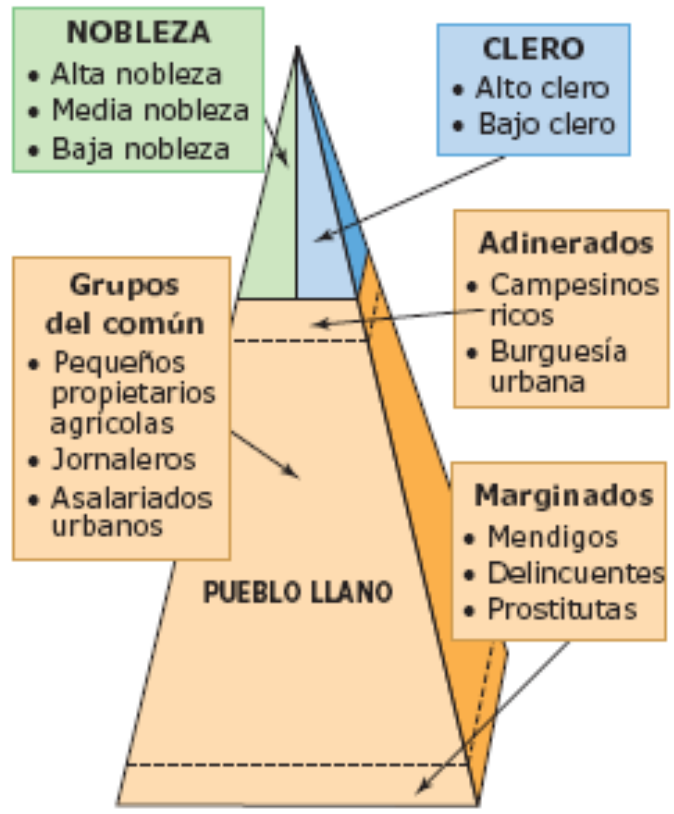 NOBLEZA
• Alta nobleza
• Media nobleza
• Baja nobleza
CLERO
• Alto clero
• Bajo clero
Adinerados
• Campesinos
ricos
• Burguesía
urbana
Grupos
del común
• Pequeños
propietarios
agrícolas
• Jornaleros
• Asalariados
urbanos
Marginados
• Mendigos
• Delincuentes
• Prostitutas
PUEBLO LLANO